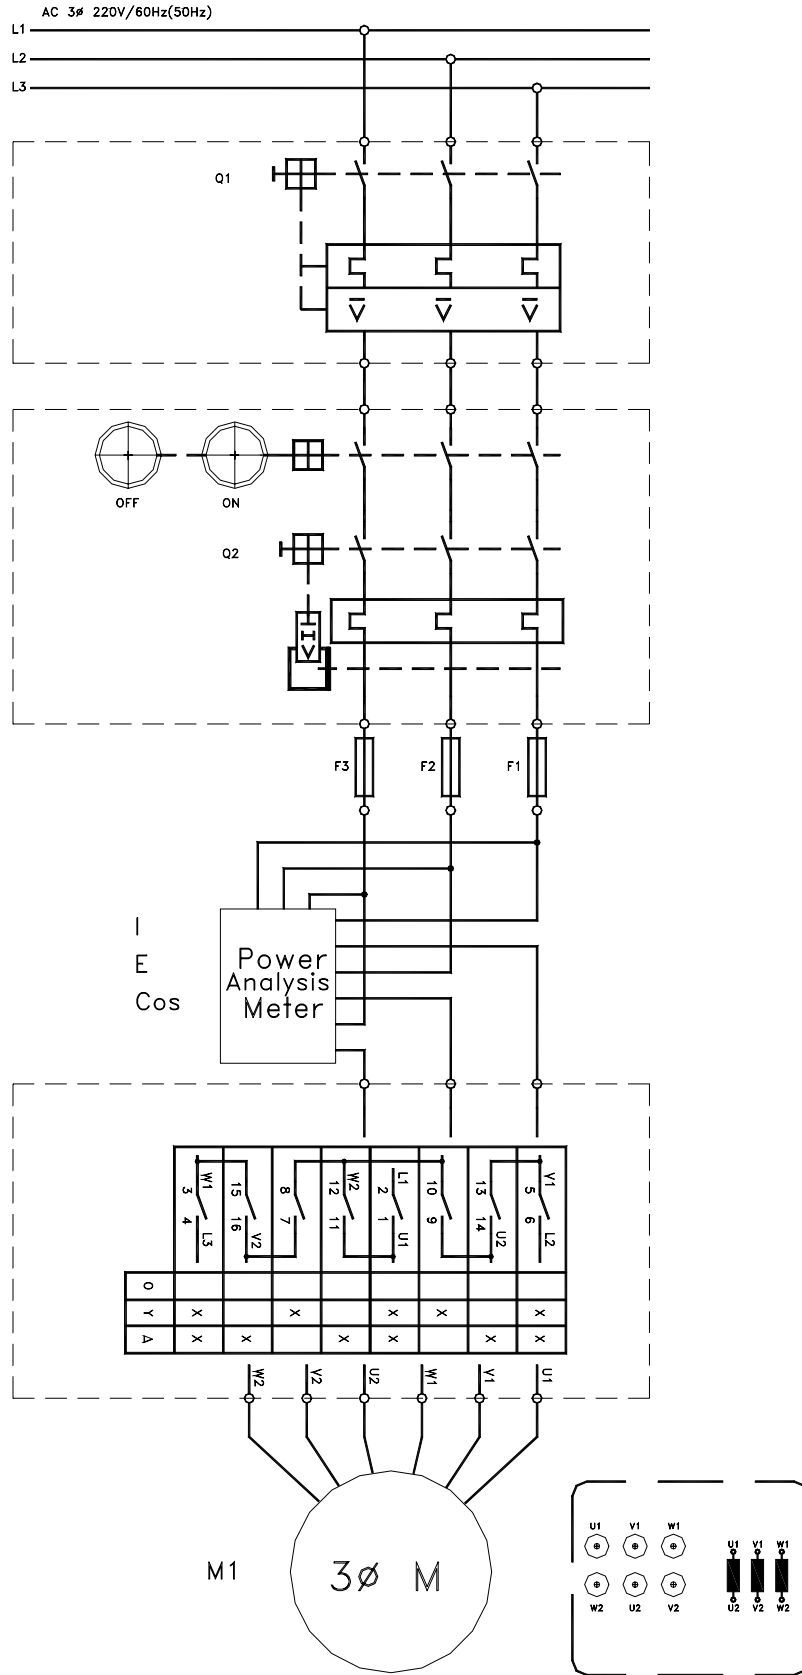 AC 3ø 220V/60Hz(50Hz)
L1
L2
L3
Q1
OFF ON
Q2
F3 F2 F1
I
E
Cos
Power
Analysis
Meter
W1 W2 L1 V1
3 15 8 12 2 10 13 5
4 16 7 11 1 9 14 6
L3 V2 U1 U2 L2
O
Y X X X X X
X X X X X X
W2 V2 U2 W1 V1 U1
M1 3ø M
U1 V1 W1
W2 U2 V2
U1 V1 W1
U2 V2 W2